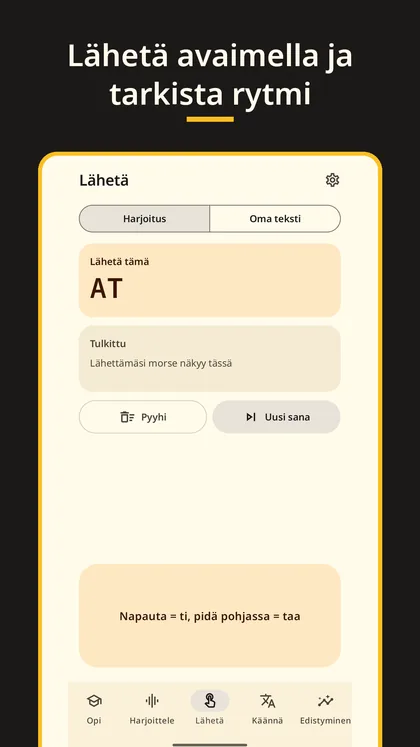 Lähetä avaimella ja
tarkista rytmi
Lähetä
Harjoitus
Oma teksti
Lähetä tämä
AT
Tulkittu
Lähettämäsi morse näkyy tässä
Pyyhi
Uusi sana
Napauta = ti, pidä pohjassa = taa
Opi
Harjoittele
Lähetä
Käännä
Edistyminen